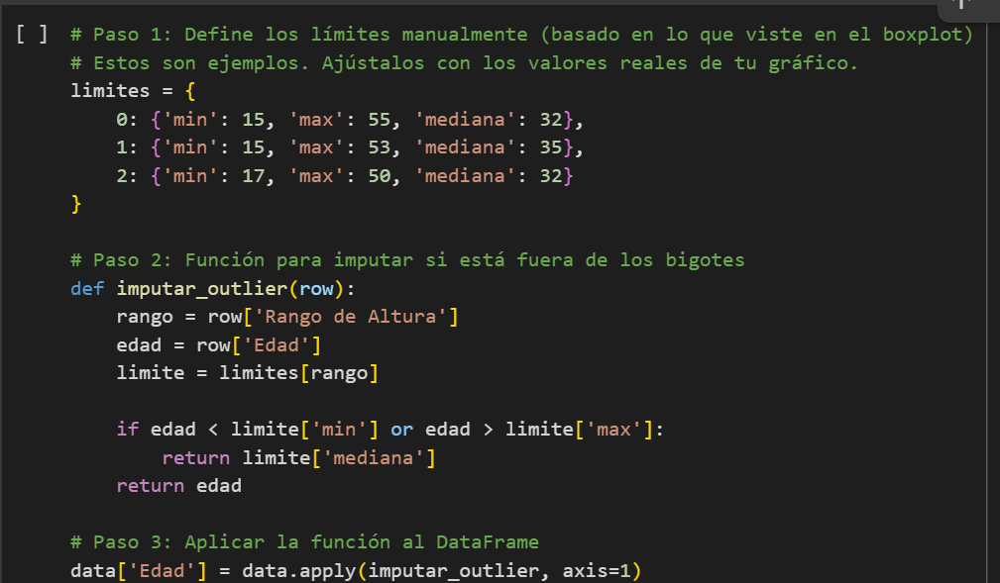 [ ] # Paso 1: Define los límites manualmente (basado en lo que viste en el boxplot)
# Estos son ejemplos. Ajústalos con los valores reales de tu gráfico.
limites = {
    0: {'min': 15, 'max': 55, 'mediana': 32},
    1: {'min': 15, 'max': 53, 'mediana': 35},
    2: {'min': 17, 'max': 50, 'mediana': 32}
}
# Paso 2: Función para imputar si está fuera de los bigotes
def imputar_outlier(row):
    rango = row['Rango de Altura']
    edad = row['Edad']
    limite = limites[rango]
    if edad < limite['min'] or edad > limite['max']:
        return limite['mediana']
    return edad
# Paso 3: Aplicar la función al DataFrame
data['Edad'] = data.apply(imputar_outlier, axis=1)